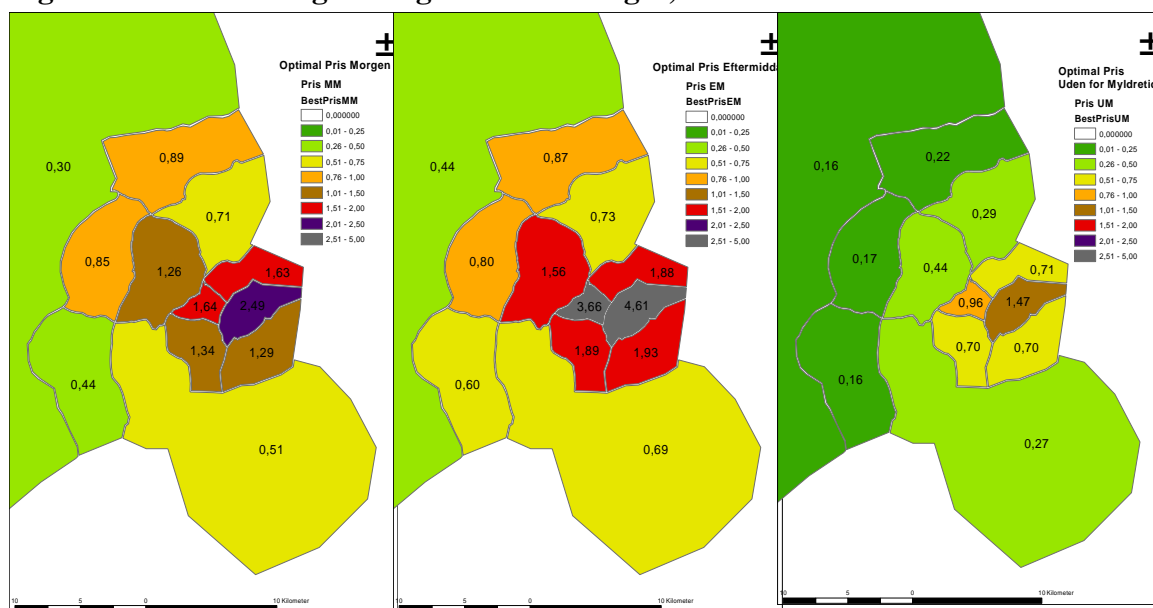 ±
Optimal Pris Morgen
Pris MM
BestPrisMM
0,000000
0,01 - 0,25
0,26 - 0,50
0,51 - 0,75
0,76 - 1,00
1,01 - 1,50
1,51 - 2,00
2,01 - 2,50
2,51 - 5,00
0,30
0,89
0,71
0,85
1,26
1,63
1,64
2,49
1,34
1,29
0,44
0,51
10 5 0 10 Kilometer
±
Optimal Pris Eftermidda
Pris EM
BestPrisEM
0,000000
0,01 - 0,25
0,26 - 0,50
0,51 - 0,75
0,76 - 1,00
1,01 - 1,50
1,51 - 2,00
2,01 - 2,50
2,51 - 5,00
0,44
0,87
0,73
0,80
1,56
1,88
3,66
4,61
1,89
1,93
0,60
0,69
10 5 0 10 Kilometer
±
Optimal Pris
Uden for Myldretid
Pris UM
BestPrisUM
0,000000
0,01 - 0,25
0,26 - 0,50
0,51 - 0,75
0,76 - 1,00
1,01 - 1,50
1,51 - 2,00
2,01 - 2,50
2,51 - 5,00
0,16
0,22
0,29
0,17
0,44
0,71
0,96
1,47
0,70
0,70
0,16
0,27
10 5 0 10 Kilometer